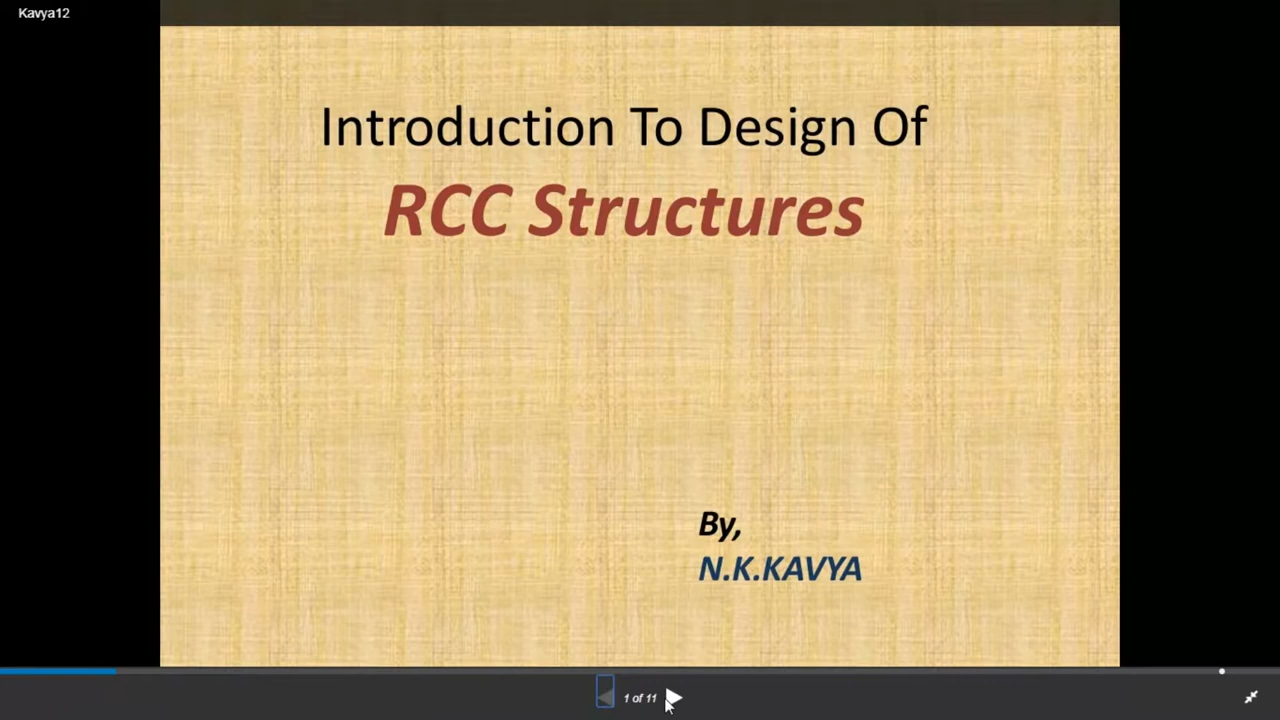 Kavya12
Introduction To Design Of
RCC Structures
By,
N.K.KAVYA
1 of 11